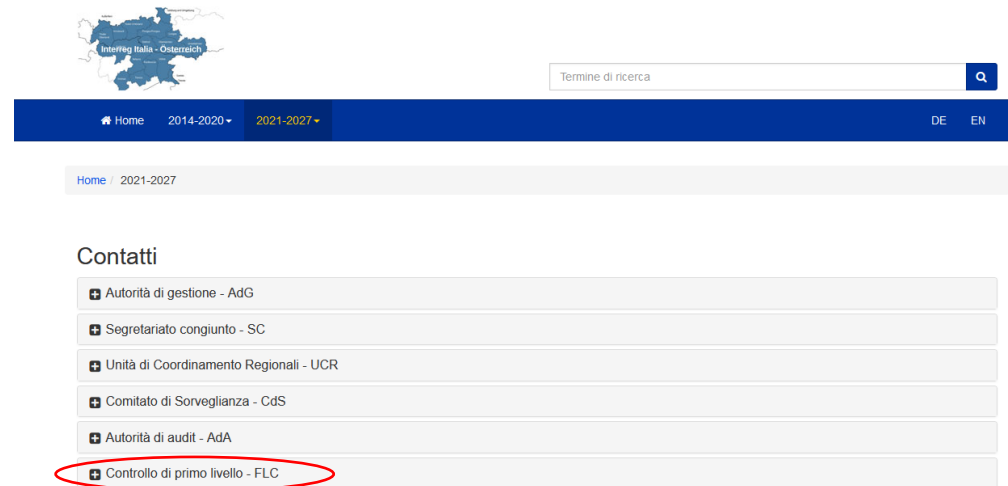 Interreg Italia - Österreich
Termine di ricerca
Home 2014-2020 2021-2027 DE EN
Home / 2021-2027
Contatti
Autorità di gestione - AdG
Segretariato congiunto - SC
Unità di Coordinamento Regionali - UCR
Comitato di Sorveglianza - CdS
Autorità di audit - AdA
Controllo di primo livello - FLC